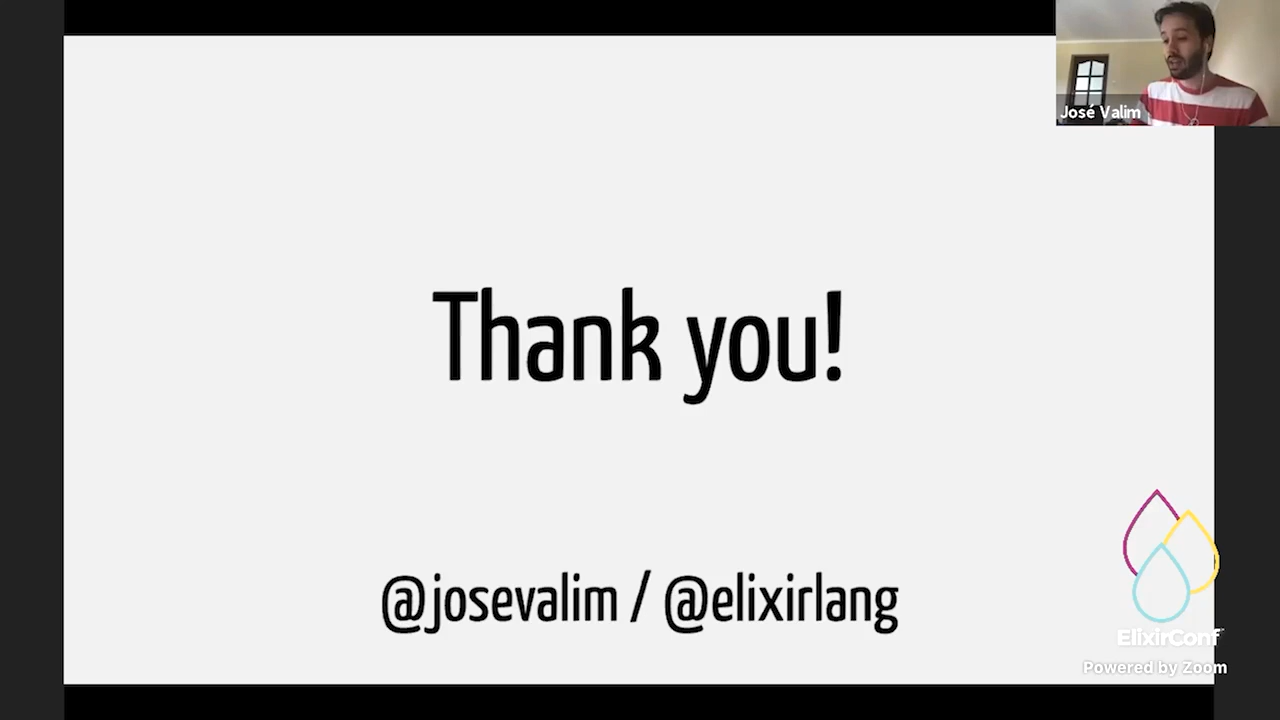 José Valim
Thank you!
@josevalim / @elixirlang
ElixirConf
Powered by Zoom